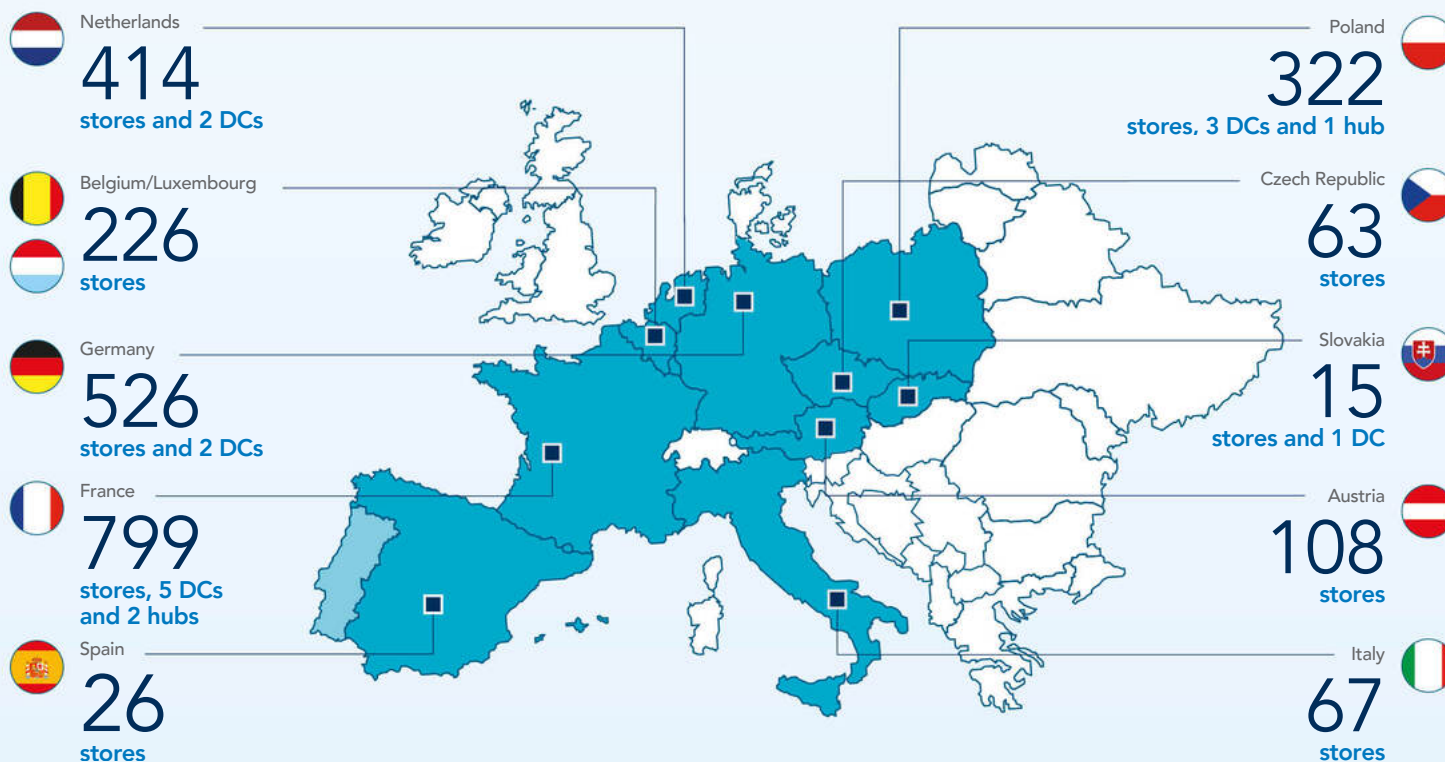 Netherlands
414
stores and 2 DCs
Belgium/Luxembourg
226
stores
Germany
526
stores and 2 DCs
France
799
stores, 5 DCs
and 2 hubs
Spain
26
stores
Poland
322
stores, 3 DCs and 1 hub
Czech Republic
63
stores
Slovakia
15
stores and 1 DC
Austria
108
stores
Italy
67
stores